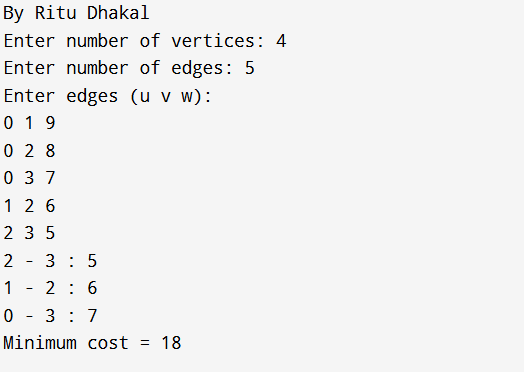 By Ritu Dhakal
Enter number of vertices: 4
Enter number of edges: 5
Enter edges (u v w):
0 1 9
0 2 8
0 3 7
1 2 6
2 3 5
2 - 3 : 5
1 - 2 : 6
0 - 3 : 7
Minimum cost = 18